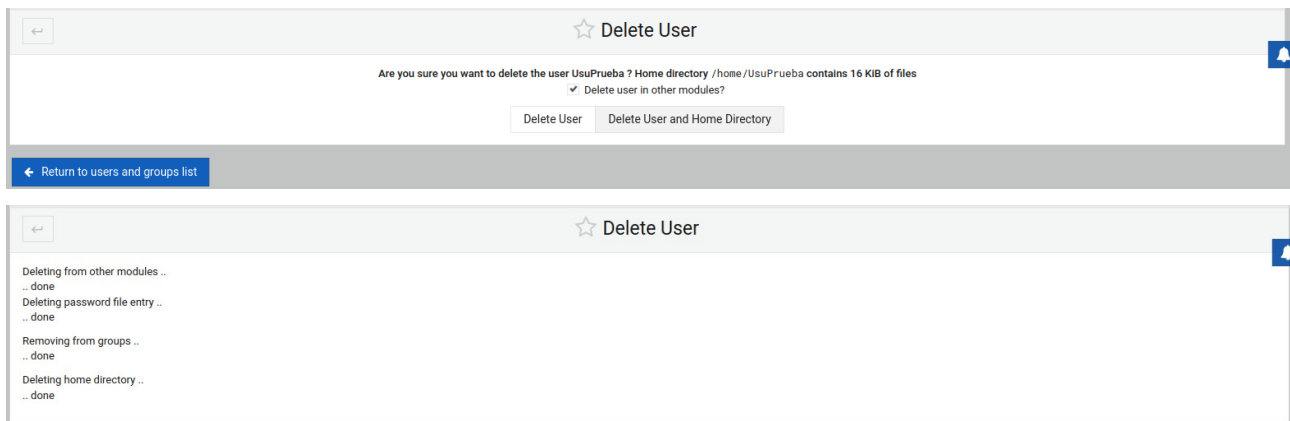 Delete User
Are you sure you want to delete the user UsuPrueba ? Home directory /home/UsuPrueba contains 16 KiB of files
Delete user in other modules?
Delete User Delete User and Home Directory
Return to users and groups list
Delete User
Deleting from other modules ..
.. done
Deleting password file entry ..
.. done
Removing from groups ..
.. done
Deleting home directory ..
.. done